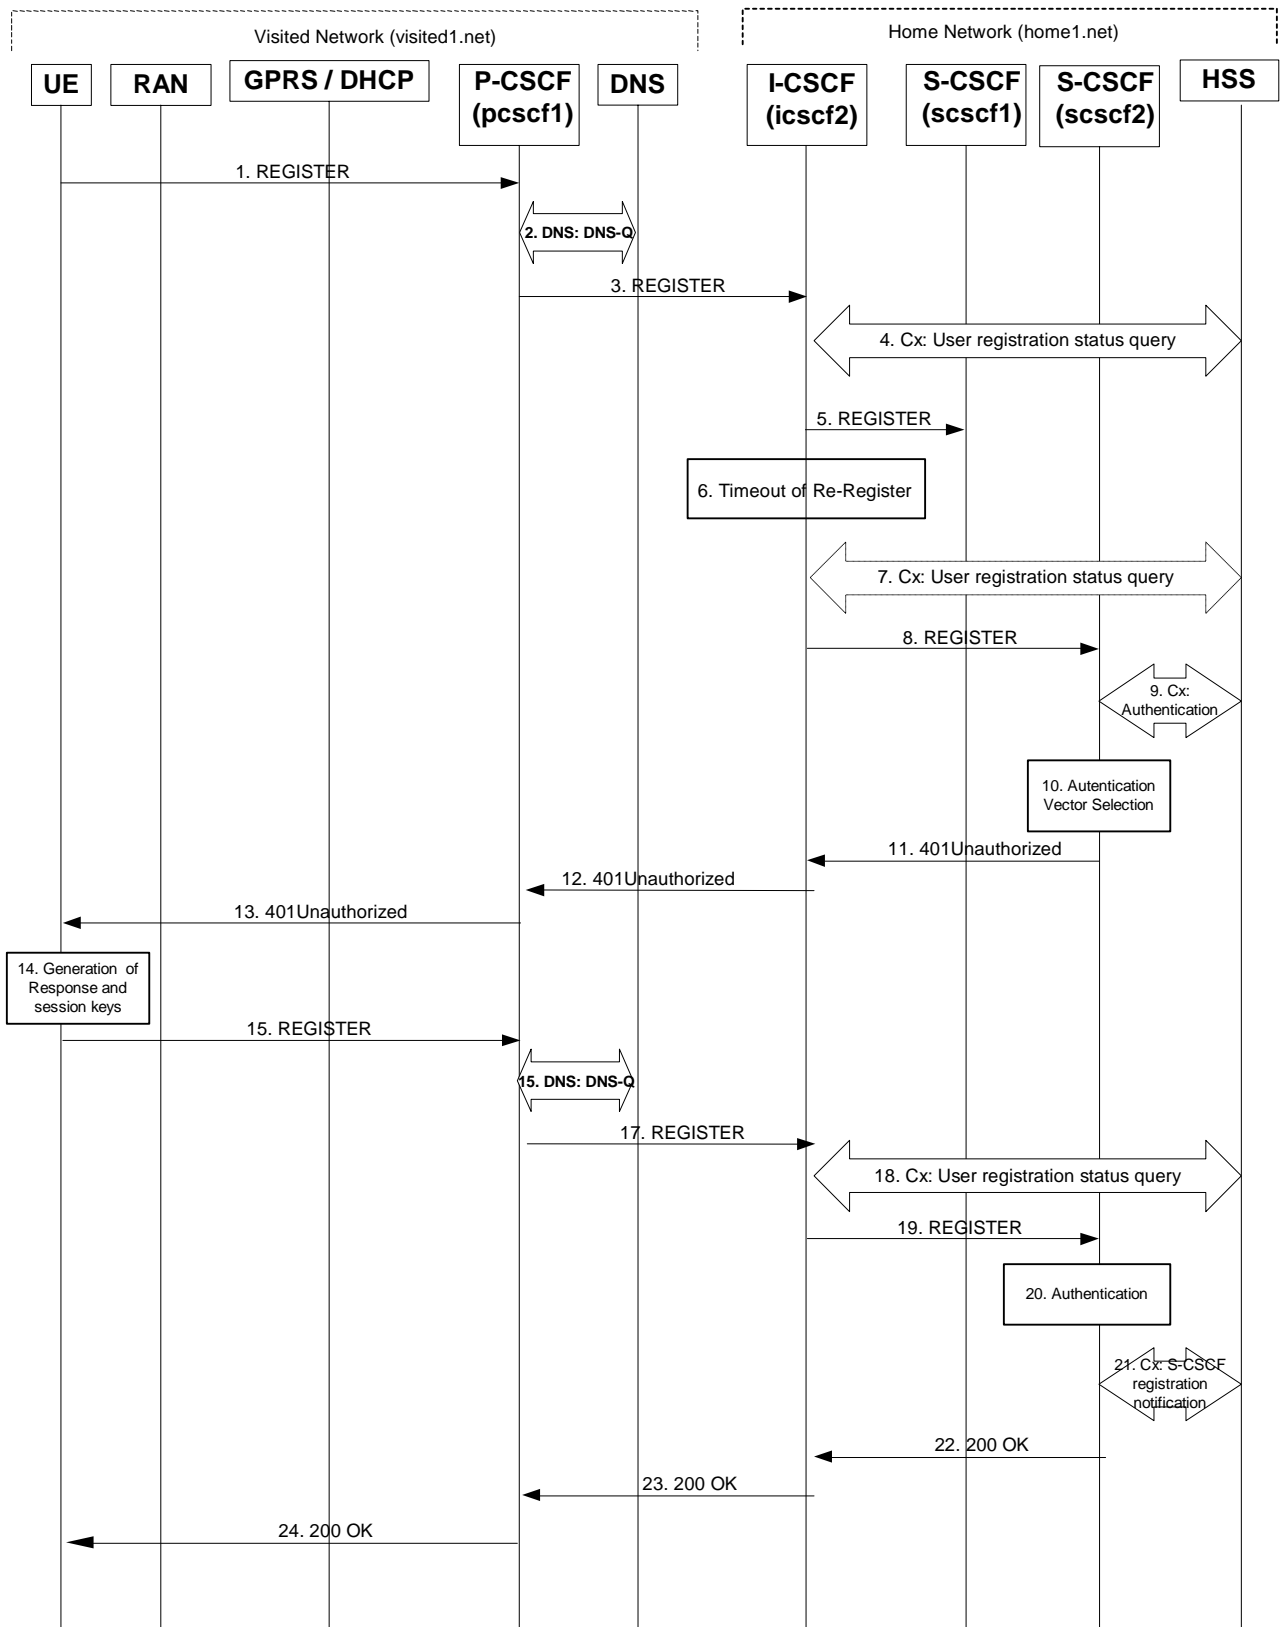 Visited Network (visited1.net)
Home Network (home1.net)
UE
RAN
GPRS / DHCP
P-CSCF
(pcscf1)
DNS
I-CSCF
(icscf2)
S-CSCF
(scscf1)
S-CSCF
(scscf2)
HSS
1. REGISTER
2. DNS: DNS-Q
3. REGISTER
4. Cx: User registration status query
5. REGISTER
6. Timeout of Re-Register
7. Cx: User registration status query
8. REGISTER
9. Cx:
Authentication
10. Autentication
Vector Selection
11. 401Unauthorized
12. 401Unauthorized
13. 401Unauthorized
14. Generation of
Response and
session keys
15. REGISTER
15. DNS: DNS-Q
17. REGISTER
18. Cx: User registration status query
19. REGISTER
20. Authentication
21. Cx: S-CSCF
registration
notification
22. 200 OK
23. 200 OK
24. 200 OK